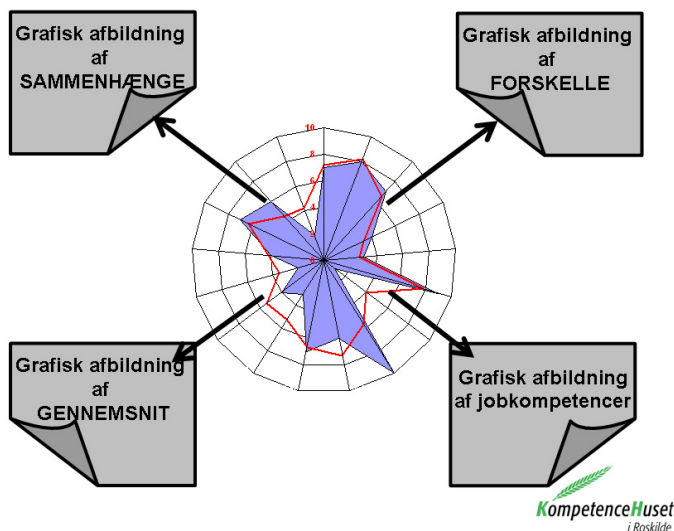 Grafisk afbildning
af
SAMMENHÆNGE
Grafisk afbildning
af
FORSKELLE
10
8
6
4
2
0
Grafisk afbildning
af
GENNEMSNIT
Grafisk afbildning
af jobkompetencer
KompetenceHuset
i Roskilde